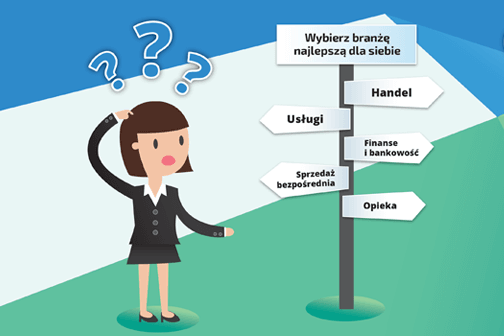 ? ? ?
Wybierz branżę
najlepszą dla siebie
Handel
Usługi
Finanse
i bankowość
Sprzedaż
bezpośrednia
Opieka